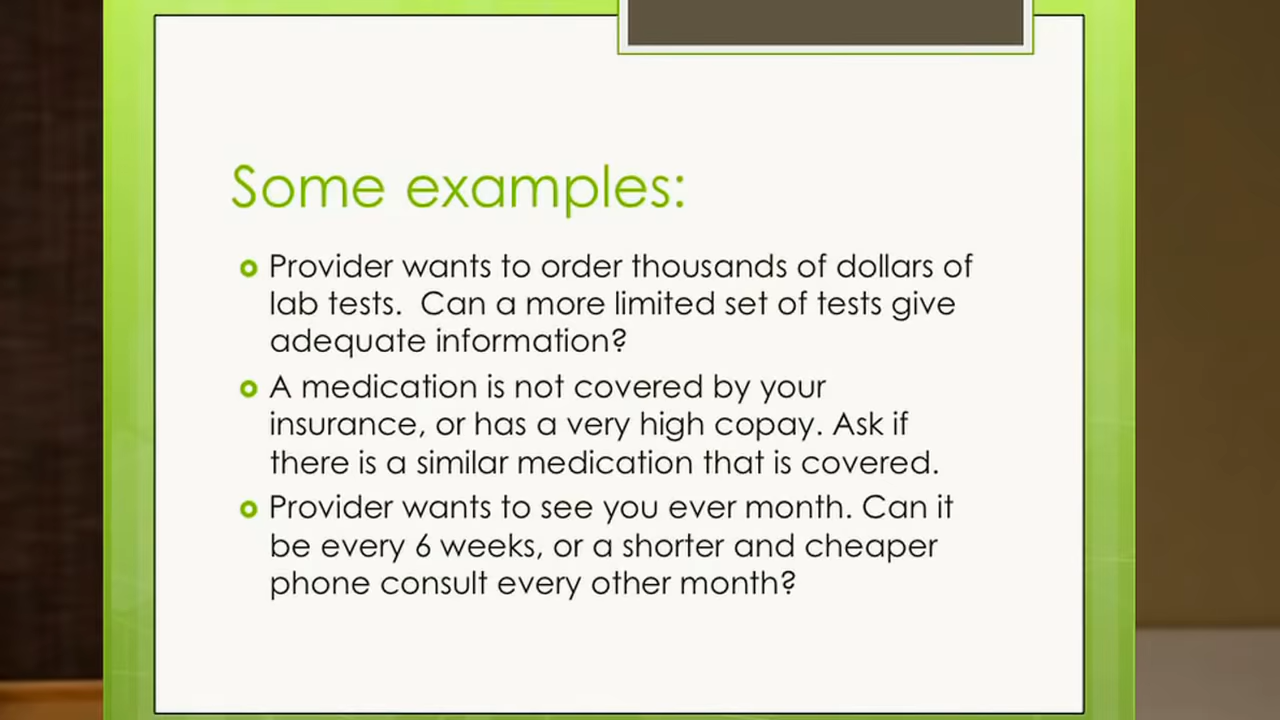 Some examples:
Provider wants to order thousands of dollars of
lab tests.  Can a more limited set of tests give
adequate information?
A medication is not covered by your
insurance, or has a very high copay. Ask if
there is a similar medication that is covered.
Provider wants to see you ever month. Can it
be every 6 weeks, or a shorter and cheaper
phone consult every other month?